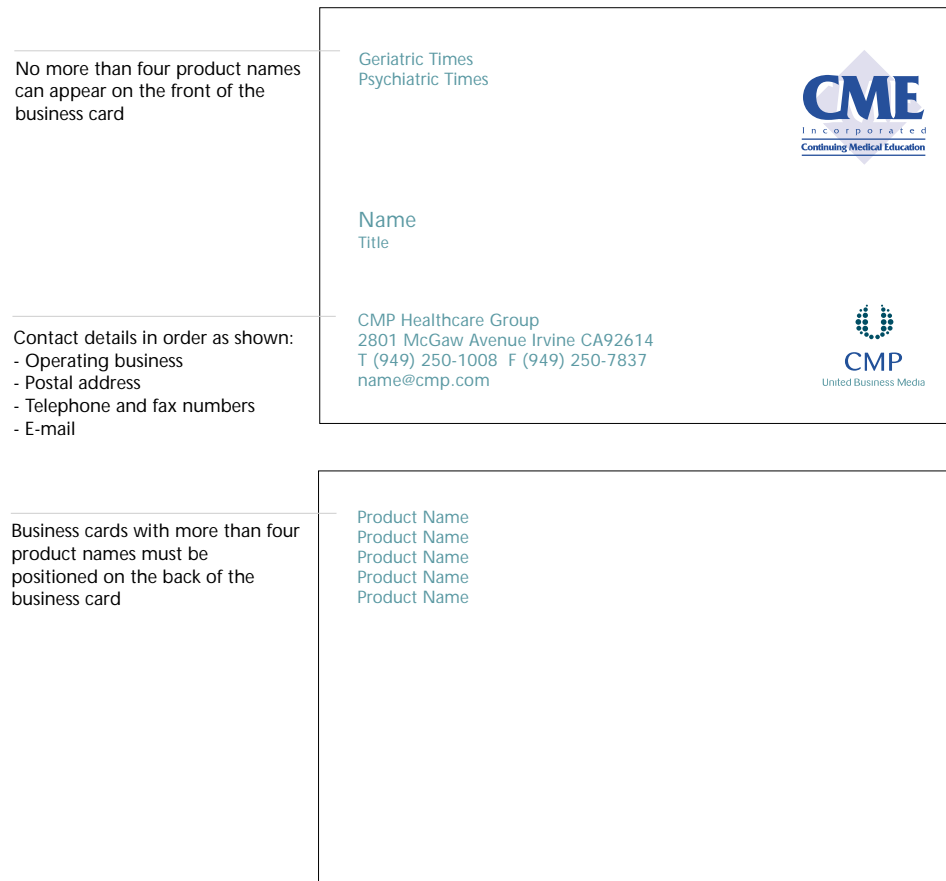 No more than four product names
can appear on the front of the
business card
Geriatric Times
Psychiatric Times
CME
Incorporated
Continuing Medical Education
Name
Title
Contact details in order as shown:
- Operating business
- Postal address
- Telephone and fax numbers
- E-mail
CMP Healthcare Group
2801 McGaw Avenue Irvine CA92614
T (949) 250-1008  F (949) 250-7837
name@cmp.com
CMP
United Business Media
Business cards with more than four
product names must be
positioned on the back of the
business card
Product Name
Product Name
Product Name
Product Name
Product Name